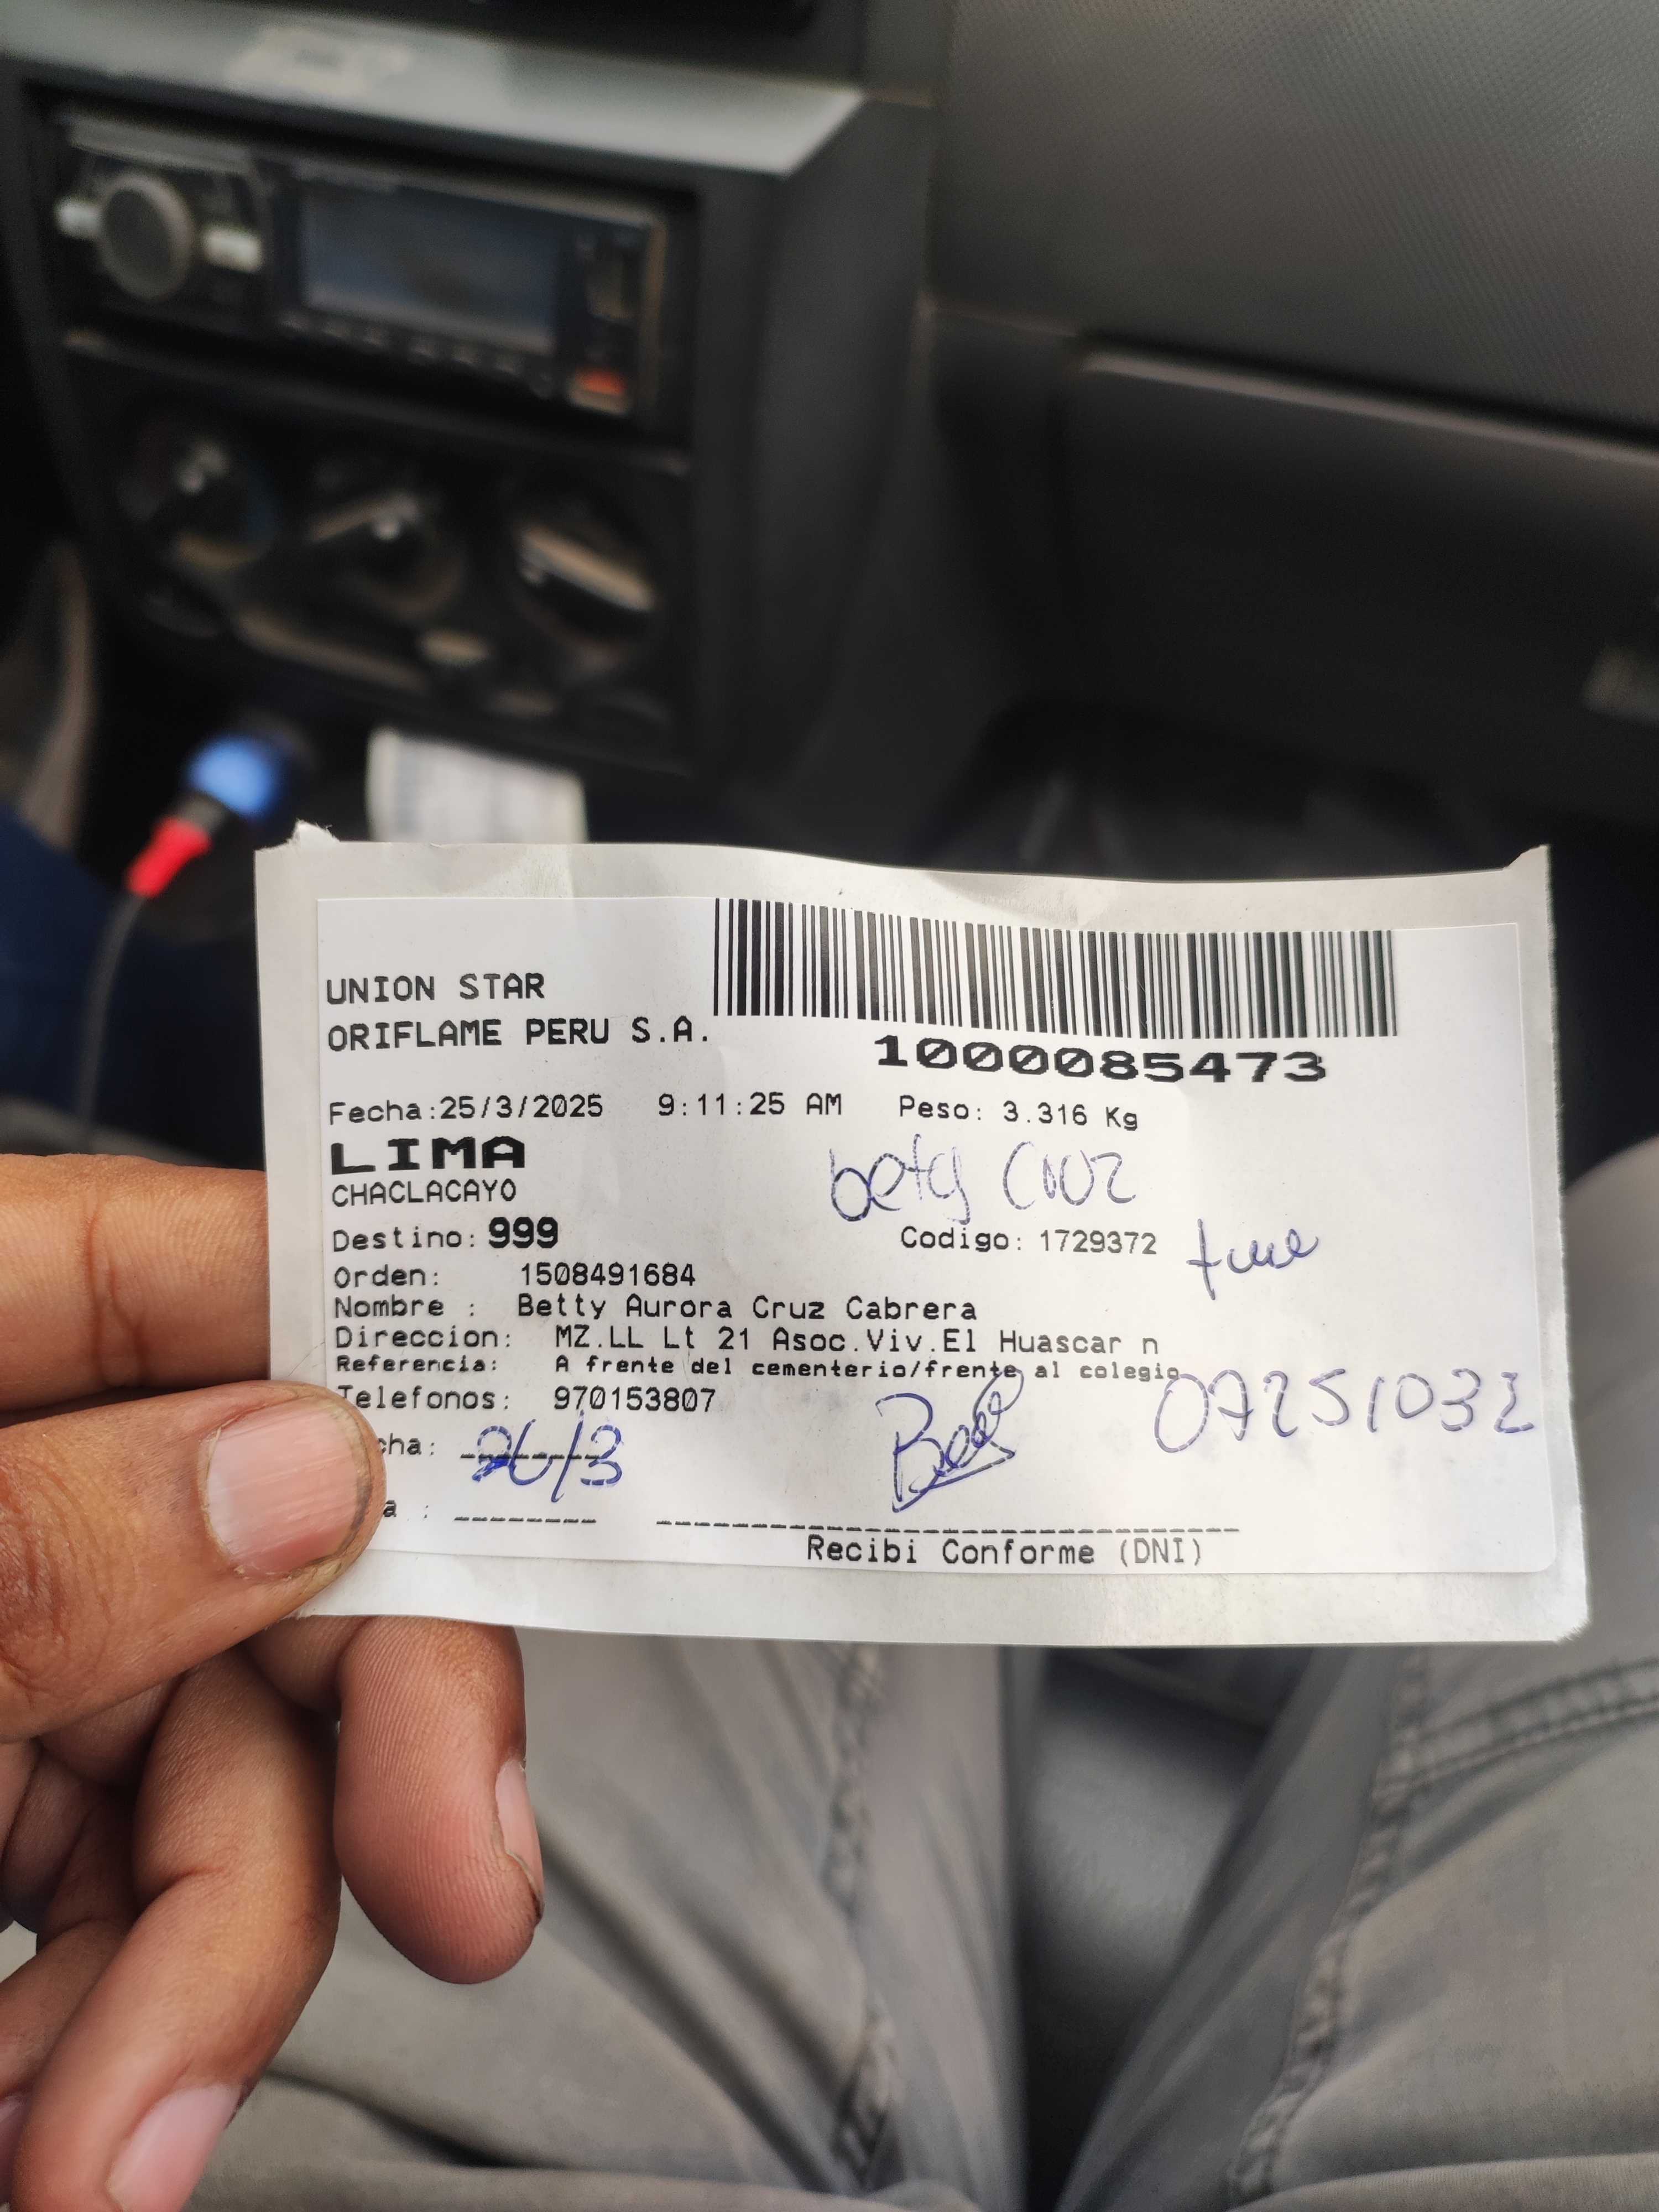 UNION STAR
ORIFLAME PERU S.A.
1000085473
Fecha:25/3/2025 9:11:25 AM Peso: 3.316 Kg
LIMA
bety Cruz
CHACLACAYO
Destino: 999 Codigo: 1729372
Orden: 1508491684
Nombre : Betty Aurora Cruz Cabrera
Direccion: MZ.LL Lt 21 Asoc.Viv.El Huascar n
Referencia: A frente del cementerio/frente al colegio
Telefonos: 970153807
07251032
cha: 26/3
a :
Recibi Conforme (DNI)